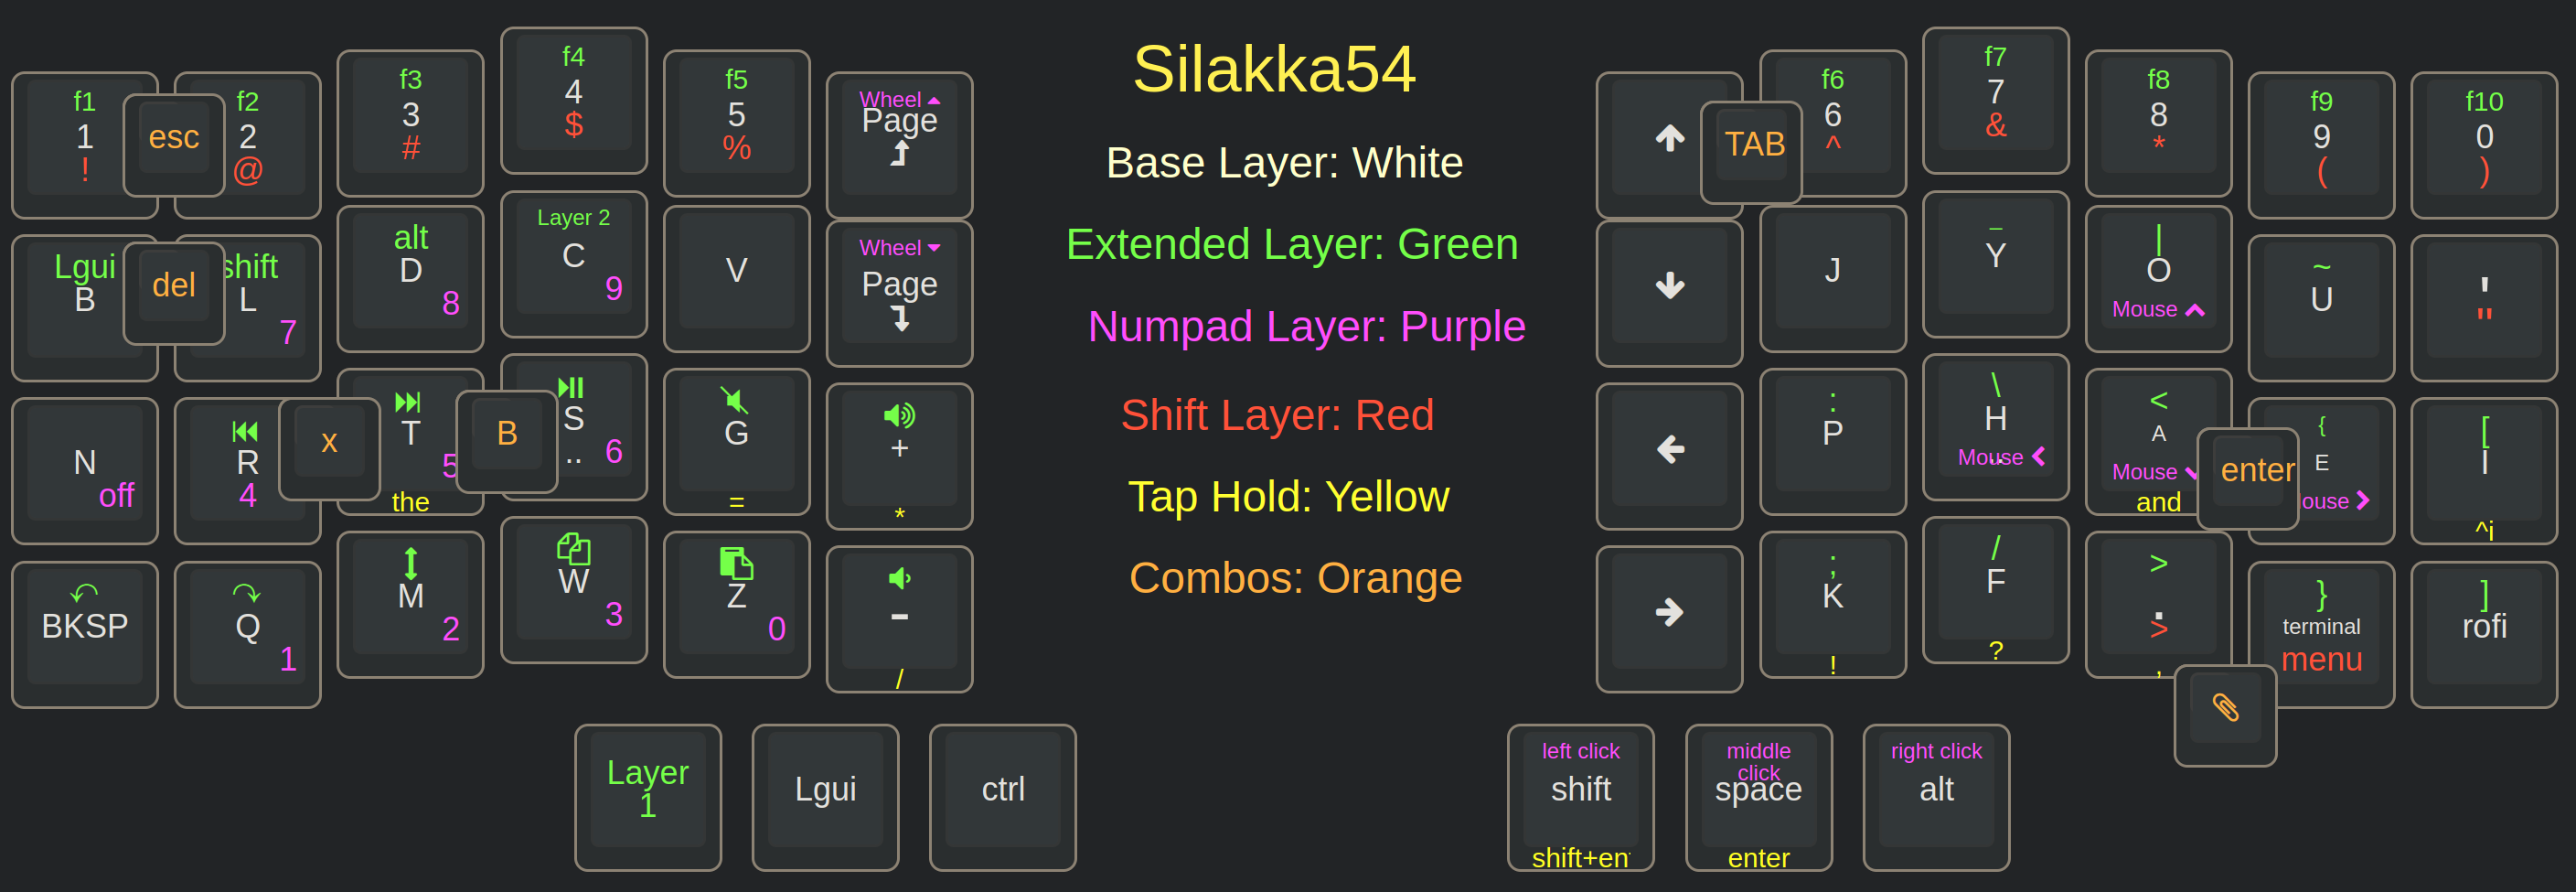 Silakka54
Base Layer: White
Extended Layer: Green
Numpad Layer: Purple
Shift Layer: Red
Tap Hold: Yellow
Combos: Orange
f1
1
!
esc
f2
2
@
f3
3
#
f4
4
$
f5
5
%
Wheel
Page
TAB
f6
6
^
f7
7
&
f8
8
*
f9
9
(
f10
0
)
Lgui
B
del
shift
L
7
alt
D
8
Layer 2
C
9
V
Wheel
Page
J
_
Y
|
O
Mouse
~
U
'
"
N
off
R
4
x
T
5
the
B
S
..
6
G
=
+
*
:
P
\
H
Mouse
<
A
Mouse
and
enter
{
E
ouse
[
I
^i
BKSP
Q
1
M
2
W
3
Z
0
-
/
;
K
!
/
F
?
>
.
>
,
}
terminal
menu
]
rofi
Layer
1
Lgui
ctrl
left click
shift
shift+en
middle
click
space
enter
right click
alt